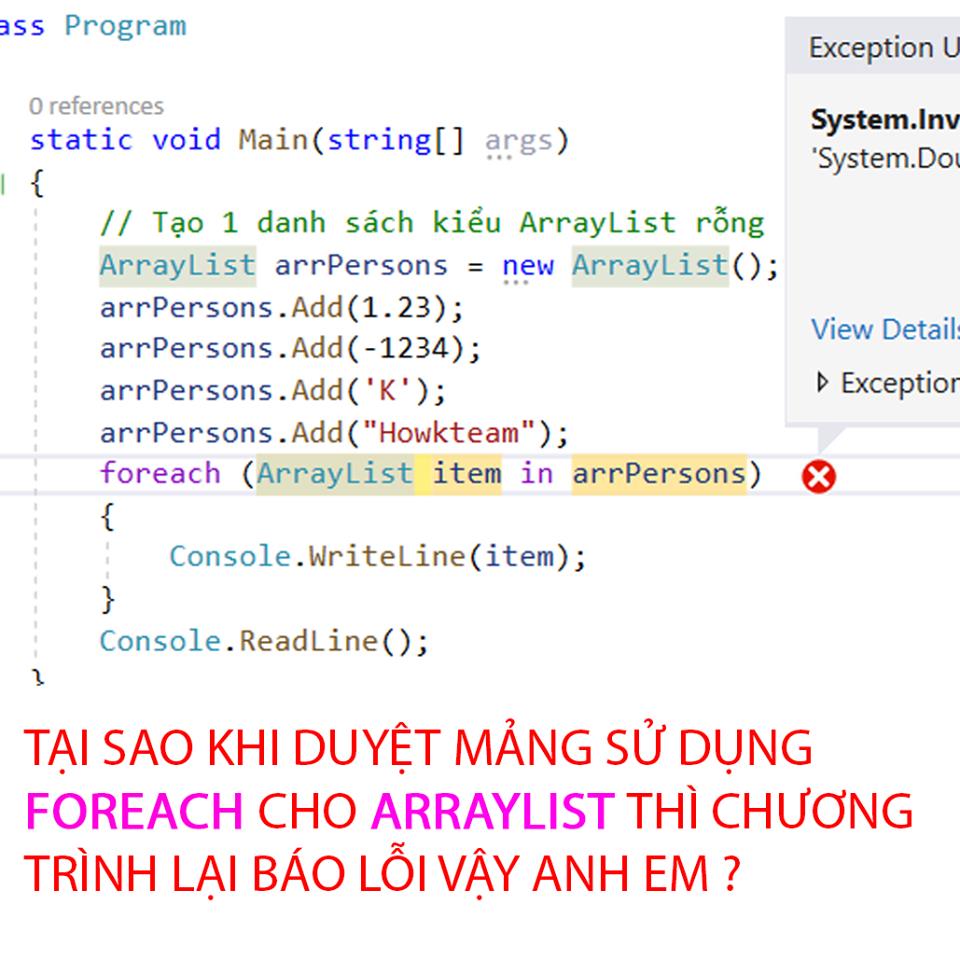 ass Program
0 references
static void Main(string[] args)
{
// Tạo 1 danh sách kiểu ArrayList rỗng
ArrayList arrPersons = new ArrayList();
arrPersons.Add(1.23);
arrPersons.Add(-1234);
arrPersons.Add('K');
arrPersons.Add("Howkteam");
foreach (ArrayList item in arrPersons)
{
Console.WriteLine(item);
}
Console.ReadLine();
}
Exception U
System.Inv
'System.Dou
View Details
Exception
TẠI SAO KHI DUYỆT MẢNG SỬ DỤNG
FOREACH CHO ARRAYLIST THÌ CHƯƠNG
TRÌNH LẠI BÁO LỖI VẬY ANH EM ?